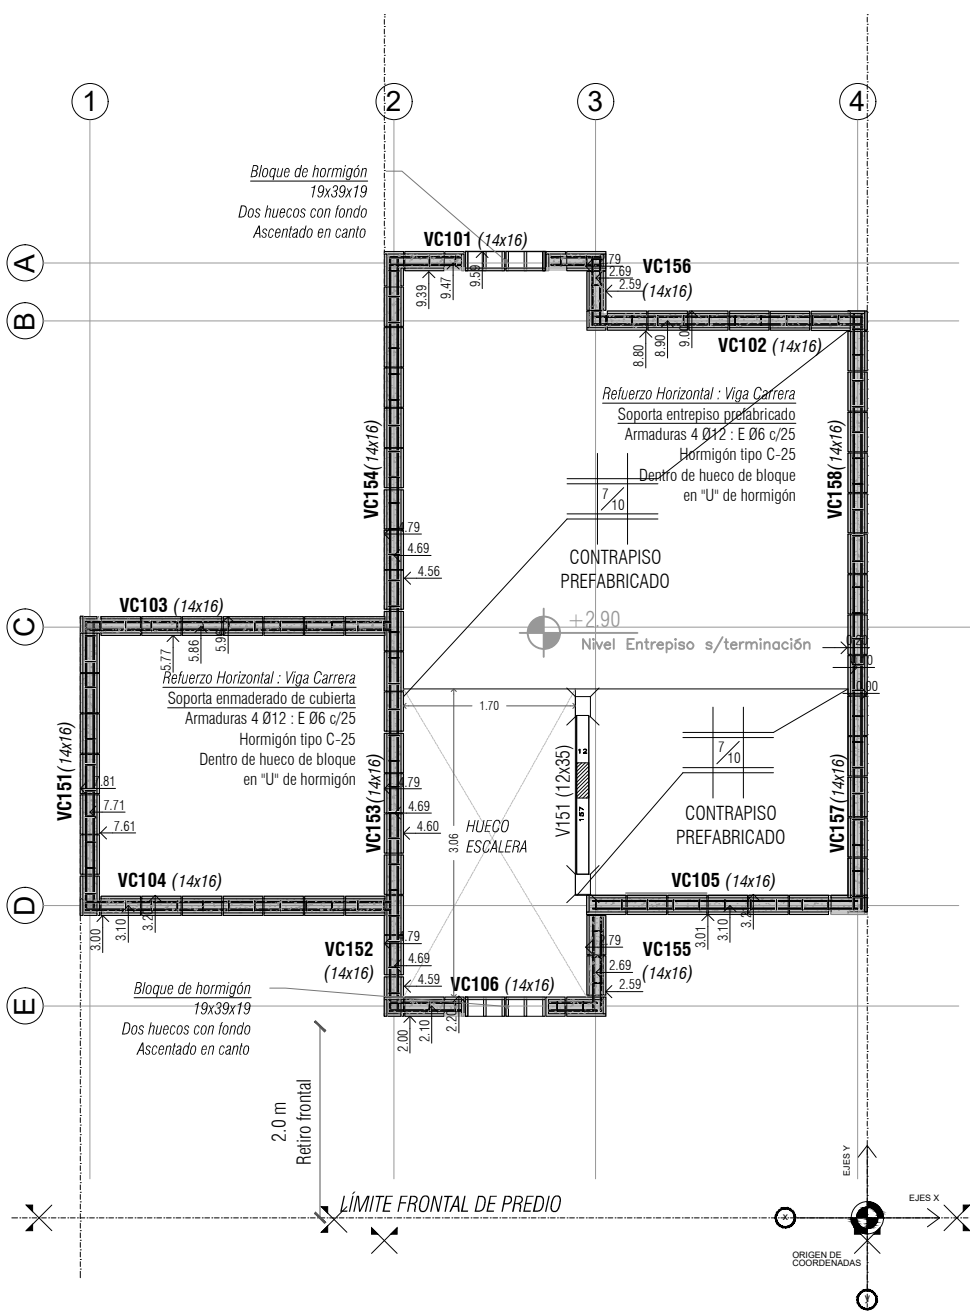 1
2
3
4
Bloque de hormigón
19x39x19
Dos huecos con fondo
Ascentado en canto
A
VC101 (14x16)
.79
2.69
2.59
VC156
(14x16)
9.39
9.47
9.59
B
8.80
8.90
9.00
VC102 (14x16)
Refuerzo Horizontal : Viga Carrera
Soporta entrepiso prefabricado
Armaduras 4 Ø12 : E Ø6 c/25
Hormigón tipo C-25
Dentro de hueco de bloque
en "U" de hormigón
VC154(14x16)
VC158(14x16)
7
10
4.79
4.69
4.56
CONTRAPISO
PREFABRICADO
C
VC103 (14x16)
+2.90
Nivel Entrepiso s/terminación
5.77
5.86
0.00
Refuerzo Horizontal : Viga Carrera
Soporta enmaderado de cubierta
Armaduras 4 Ø12 : E Ø6 c/25
Hormigón tipo C-25
Dentro de hueco de bloque
en "U" de hormigón
1.70
VC151(14x16)
7.81
7.71
7.61
VC153(14x16)
4.79
4.69
4.60
3.06
HUECO
ESCALERA
V151 (12x35)
12
157
7
10
CONTRAPISO
PREFABRICADO
VC157(14x16)
D
VC104 (14x16)
VC105 (14x16)
3.00
3.10
3.20
3.01
3.10
3.2
VC152
(14x16)
4.79
4.69
4.59
2.79
2.69
2.59
VC155
(14x16)
E
VC106 (14x16)
Bloque de hormigón
19x39x19
Dos huecos con fondo
Ascentado en canto
2.00
2.10
2.20
2.0 m
Retiro frontal
LÍMITE FRONTAL DE PREDIO
EJES Y
EJES X
x
ORIGEN DE
COORDENADAS
y